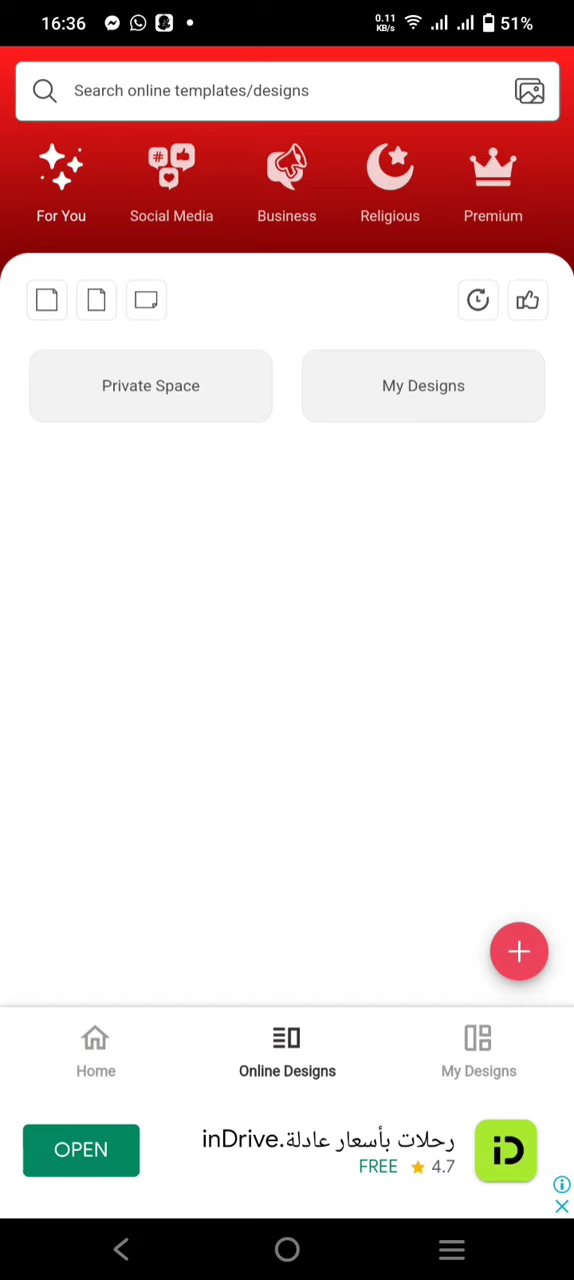 16:36
0.11
KB/s
51%
Search online templates/designs
#
For You
Social Media
Business
Religious
Premium
Private Space
My Designs
Home
Online Designs
My Designs
OPEN
inDrive.رحلات بأسعار عادلة
FREE
4.7
iD